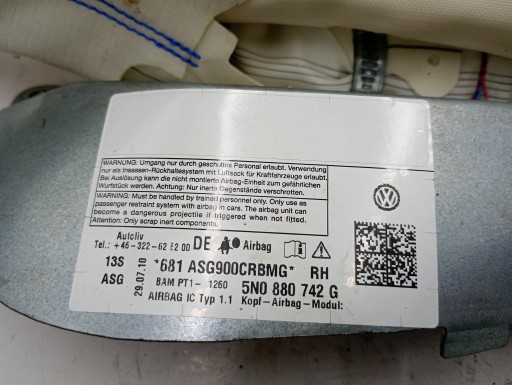 WARNUNG: Umgang nur durch geschultes Personal erlaubt. Verwendung
nur als Insassen-Rückhaltesystem mit Luftsack für Kraftfahrzeuge erlaubt.
Bei Auslösung kann die nicht montierte Airbag-Einheit zum gefährlichen
Wurfstück werden. Achtung: Nur inerte Gegenstände verschrotten.
WARNING: Must be handled by trained personnel only. Only use as
passenger restraint system with airbag in cars. The airbag unit can
become a dangerous projectile if triggered when not fitted.
Attention: Only scrap inert components.
Autoliv
Tel.: +46-322-62 62 00 DE Airbag
13S *681 ASG900CRBMG* RH
ASG 29.07.10 BAM PT1- 1260 5N0 880 742 G
AIRBAG IC Typ 1.1 Kopf-Airbag-Modul